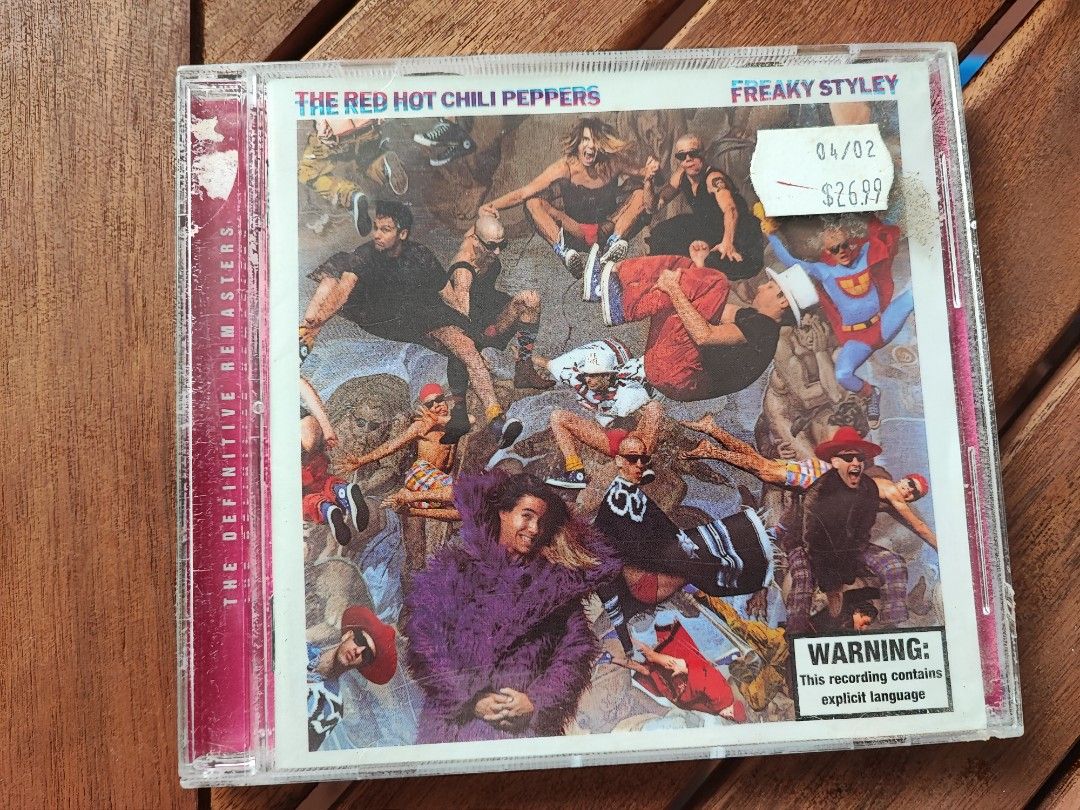 THE RED HOT CHILI PEPPERS
FREAKY STYLEY
04/02
$26.99
THE DEFINITIVE REMASTERS
WARNING:
This recording contains
explicit language